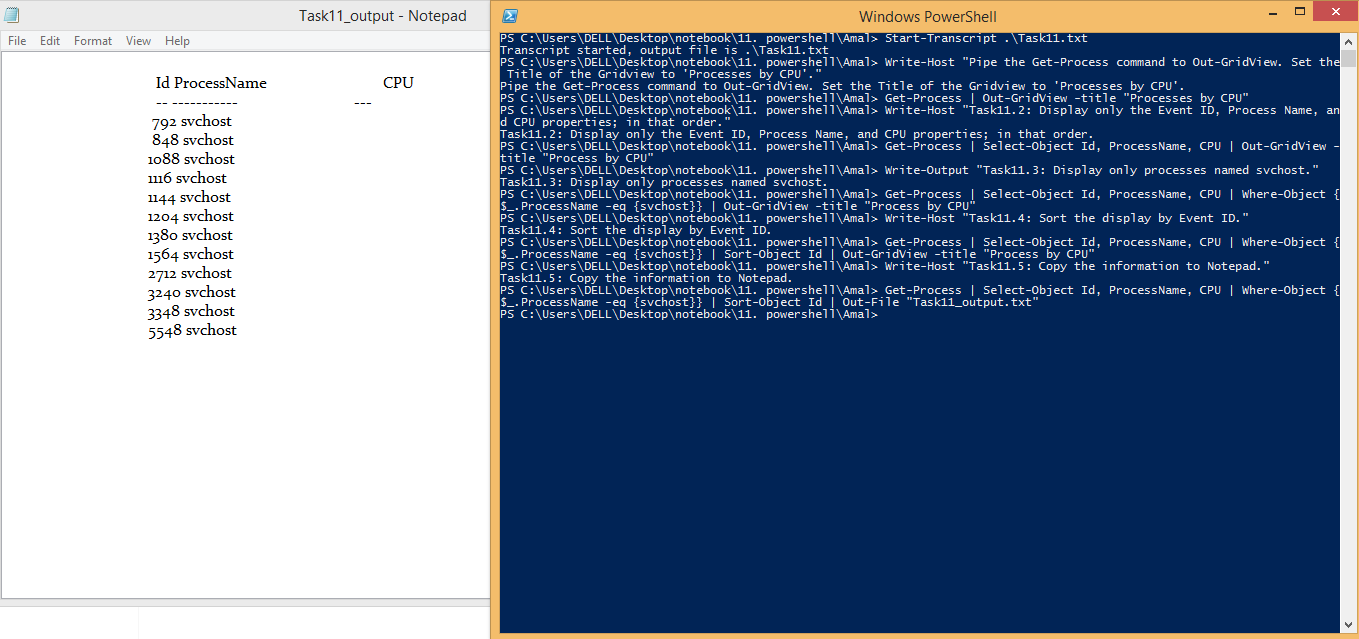 Task11_output - Notepad
File Edit Format View Help
Id ProcessName CPU
-- ----------- ---
792 svchost
848 svchost
1088 svchost
1116 svchost
1144 svchost
1204 svchost
1380 svchost
1564 svchost
2712 svchost
3240 svchost
3348 svchost
5548 svchost
Windows PowerShell
PS C:\Users\DELL\Desktop\notebook\11. powershell\Amal> Start-Transcript .\Task11.txt
Transcript started, output file is .\Task11.txt
PS C:\Users\DELL\Desktop\notebook\11. powershell\Amal> Write-Host "Pipe the Get-Process command to Out-GridView. Set the
Title of the Gridview to 'Processes by CPU'."
Pipe the Get-Process command to Out-GridView. Set the Title of the Gridview to 'Processes by CPU'.
PS C:\Users\DELL\Desktop\notebook\11. powershell\Amal> Get-Process | Out-GridView -title "Processes by CPU"
PS C:\Users\DELL\Desktop\notebook\11. powershell\Amal> Write-Host "Task11.2: Display only the Event ID, Process Name, an
d CPU properties; in that order."
Task11.2: Display only the Event ID, Process Name, and CPU properties; in that order.
PS C:\Users\DELL\Desktop\notebook\11. powershell\Amal> Get-Process | Select-Object Id, ProcessName, CPU | Out-GridView -
title "Process by CPU"
PS C:\Users\DELL\Desktop\notebook\11. powershell\Amal> Write-Output "Task11.3: Display only processes named svchost."
Task11.3: Display only processes named svchost.
PS C:\Users\DELL\Desktop\notebook\11. powershell\Amal> Get-Process | Select-Object Id, ProcessName, CPU | Where-Object {
$_.ProcessName -eq {svchost}} | Out-GridView -title "Process by CPU"
PS C:\Users\DELL\Desktop\notebook\11. powershell\Amal> Write-Host "Task11.4: Sort the display by Event ID."
Task11.4: Sort the display by Event ID.
PS C:\Users\DELL\Desktop\notebook\11. powershell\Amal> Get-Process | Select-Object Id, ProcessName, CPU | Where-Object {
$_.ProcessName -eq {svchost}} | Sort-Object Id | Out-GridView -title "Process by CPU"
PS C:\Users\DELL\Desktop\notebook\11. powershell\Amal> Write-Host "Task11.5: Copy the information to Notepad."
Task11.5: Copy the information to Notepad.
PS C:\Users\DELL\Desktop\notebook\11. powershell\Amal> Get-Process | Select-Object Id, ProcessName, CPU | Where-Object {
$_.ProcessName -eq {svchost}} | Sort-Object Id | Out-File "Task11_output.txt"
PS C:\Users\DELL\Desktop\notebook\11. powershell\Amal>